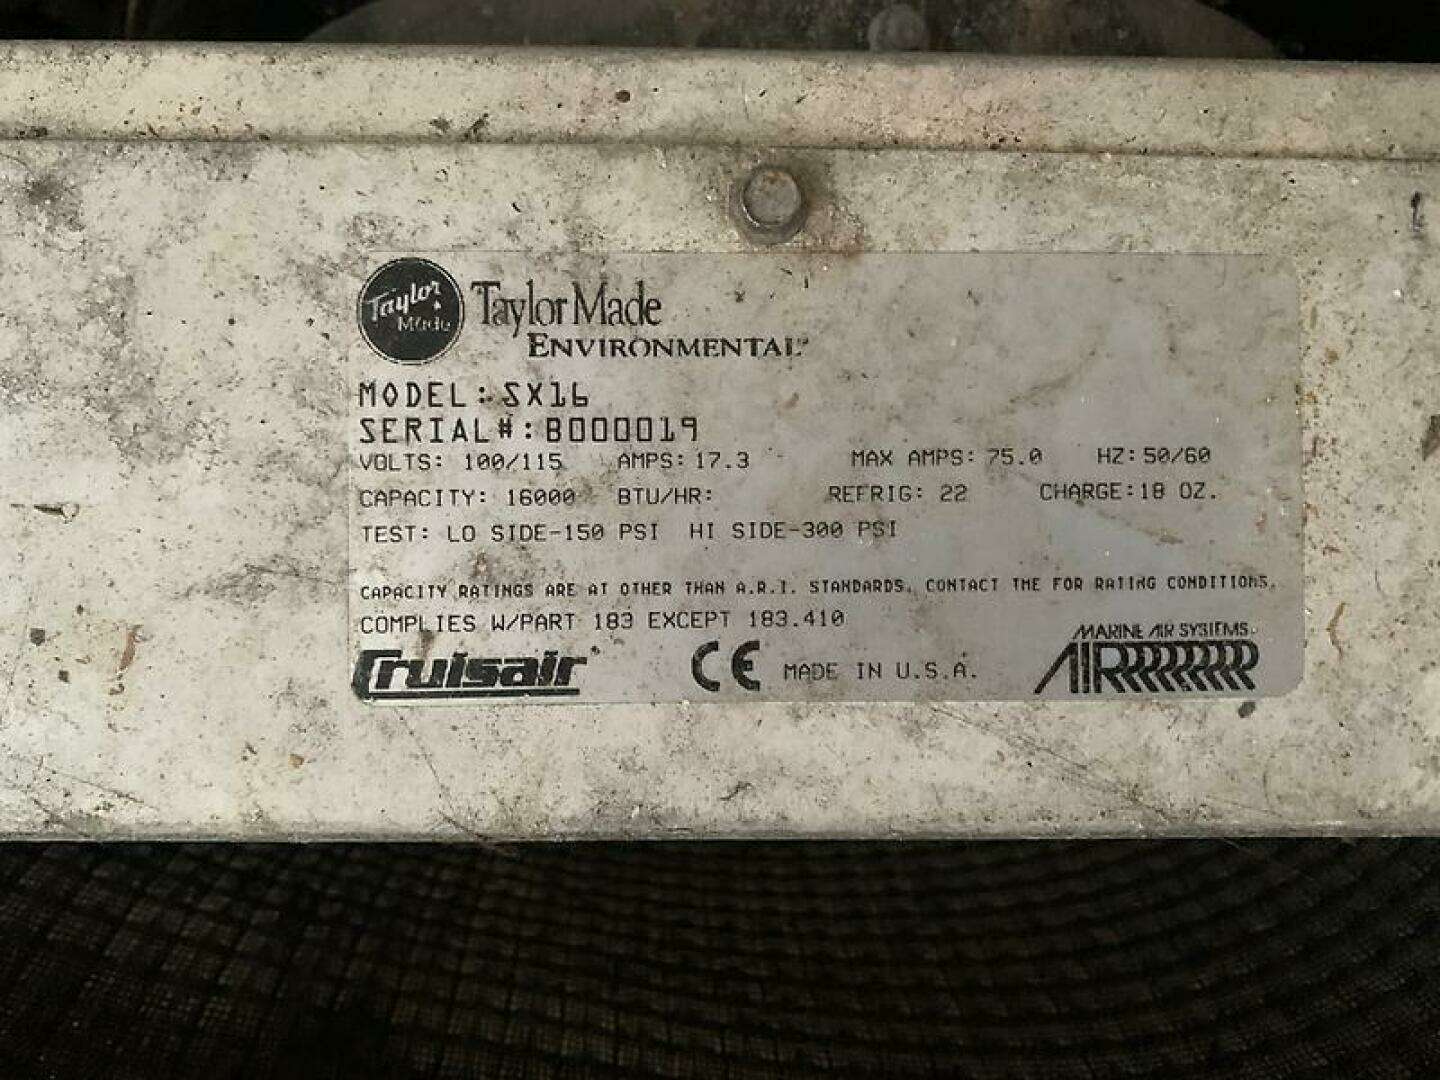 Taylor Made
Taylor Made
ENVIRONMENTAL
MODEL: SX16
SERIAL#: B000019
VOLTS: 100/115 AMPS: 17.3 MAX AMPS: 75.0 HZ: 50/60
CAPACITY: 16000 BTU/HR: REFRIG: 22 CHARGE: 18 OZ.
TEST: LO SIDE-150 PSI HI SIDE-300 PSI
CAPACITY RATINGS ARE AT OTHER THAN A.R.I. STANDARDS. CONTACT TME FOR RATING CONDITIONS.
COMPLIES W/PART 183 EXCEPT 183.410
Cruisair CE MADE IN U.S.A.
MARINE AIR SYSTEMS
AIRRRRRRRR